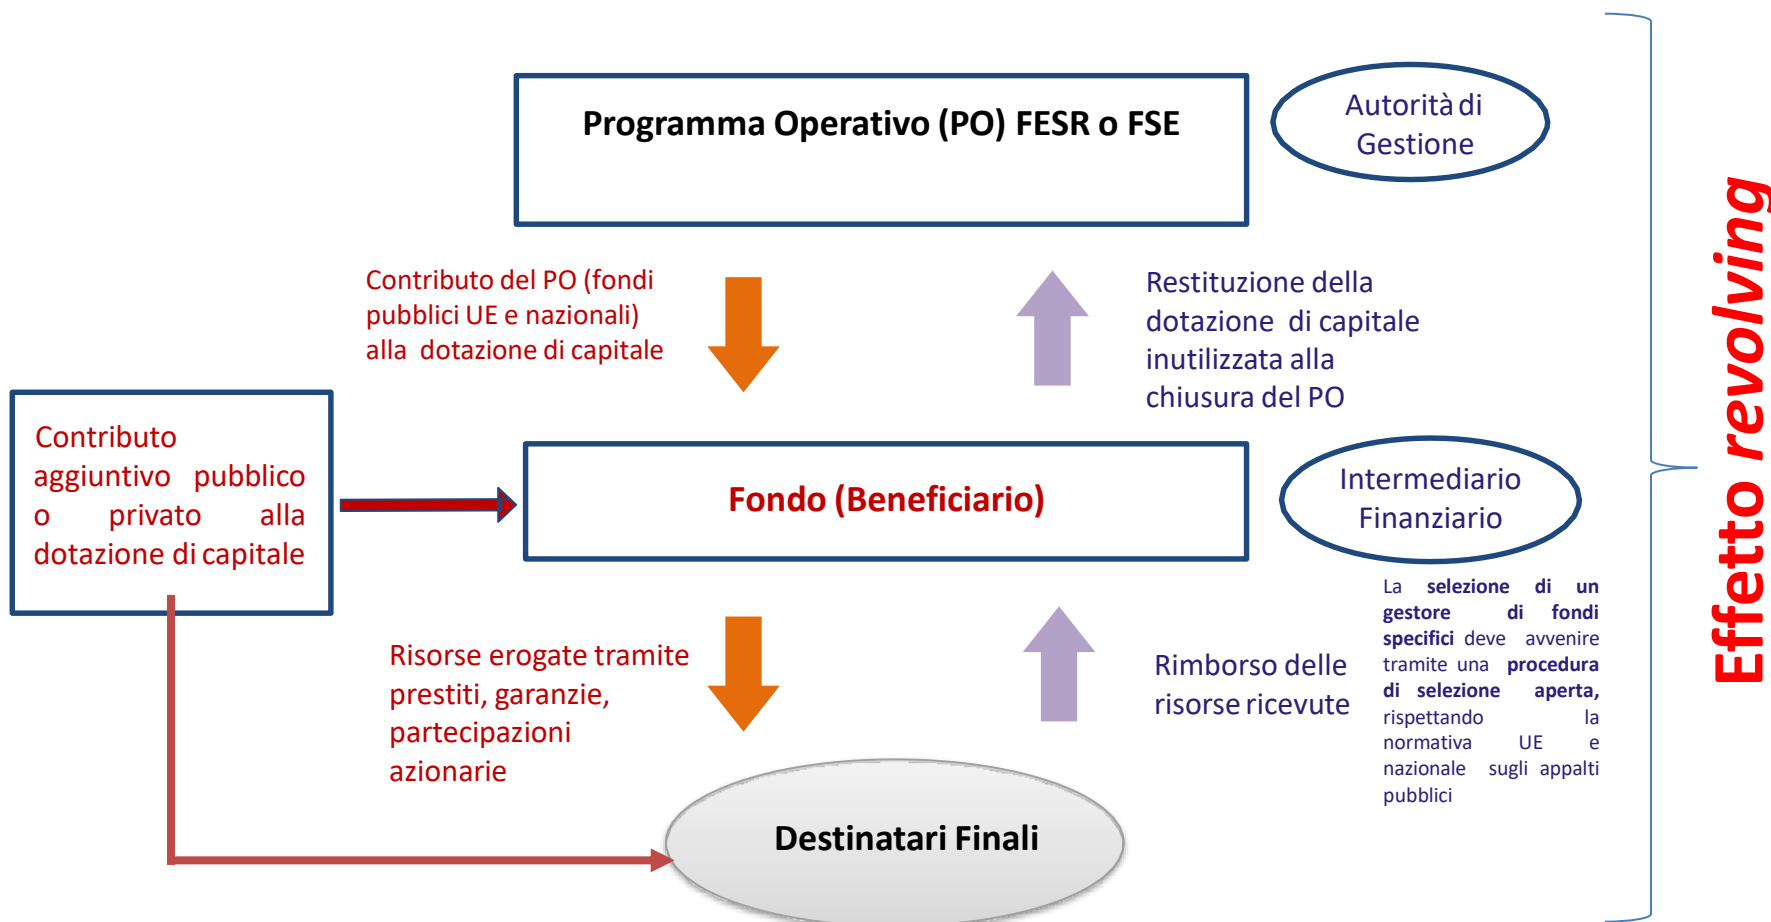 Programma Operativo (PO) FESR o FSE
Autorità di
Gestione
Contributo del PO (fondi
pubblici UE e nazionali)
alla dotazione di capitale
Restituzione della
dotazione di capitale
inutilizzata alla
chiusura del PO
Contributo
aggiuntivo pubblico
o privato alla
dotazione di capitale
Fondo (Beneficiario)
Intermediario
Finanziario
La selezione di un
gestore di fondi
specifici deve avvenire
tramite una procedura
di selezione aperta,
rispettando la
normativa UE e
nazionale sugli appalti
pubblici
Risorse erogate tramite
prestiti, garanzie,
partecipazioni
azionarie
Rimborso delle
risorse ricevute
Destinatari Finali
Effetto revolving